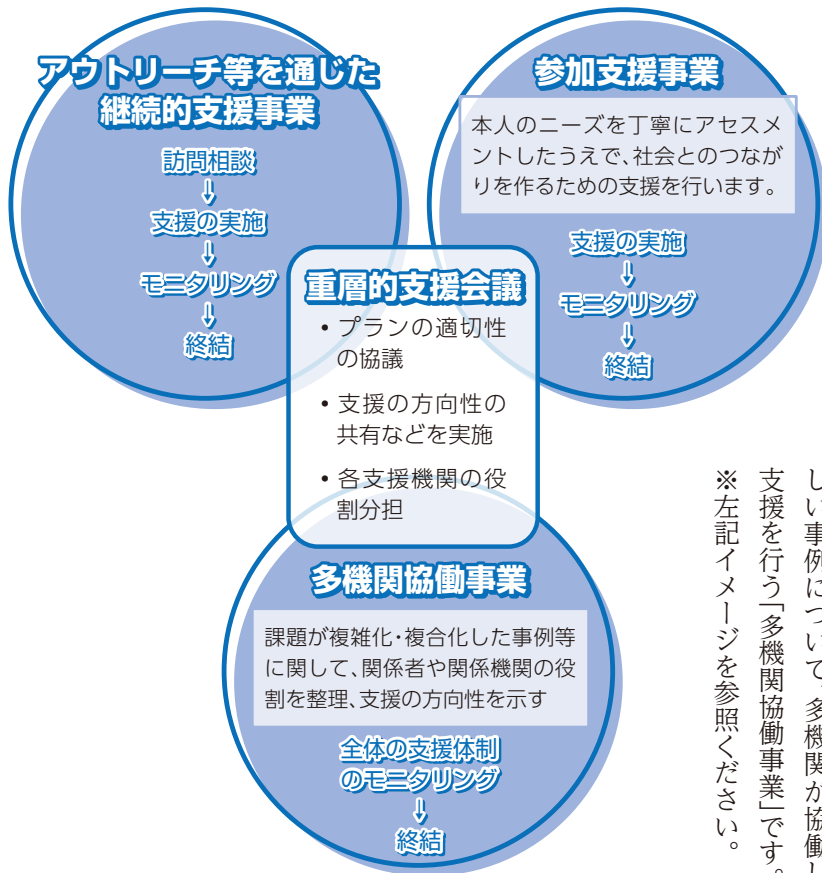 アウトリーチ等を通じた
継続的支援事業
訪問相談
↓
支援の実施
↓
モニタリング
↓
終結
参加支援事業
本人のニーズを丁寧にアセスメ
ントしたうえで、社会とのつなが
りを作るための支援を行います。
支援の実施
↓
モニタリング
↓
終結
重層的支援会議
• プランの適切性
の協議
• 支援の方向性の
共有などを実施
• 各支援機関の役
割分担
多機関協働事業
課題が複雑化・複合化した事例等
に関して、関係者や関係機関の役
割を整理、支援の方向性を示す
全体の支援体制
のモニタリング
↓
終結
しい事例について、多機関が協働し
支援を行う「多機関協働事業」です。
※左記イメージを参照ください。